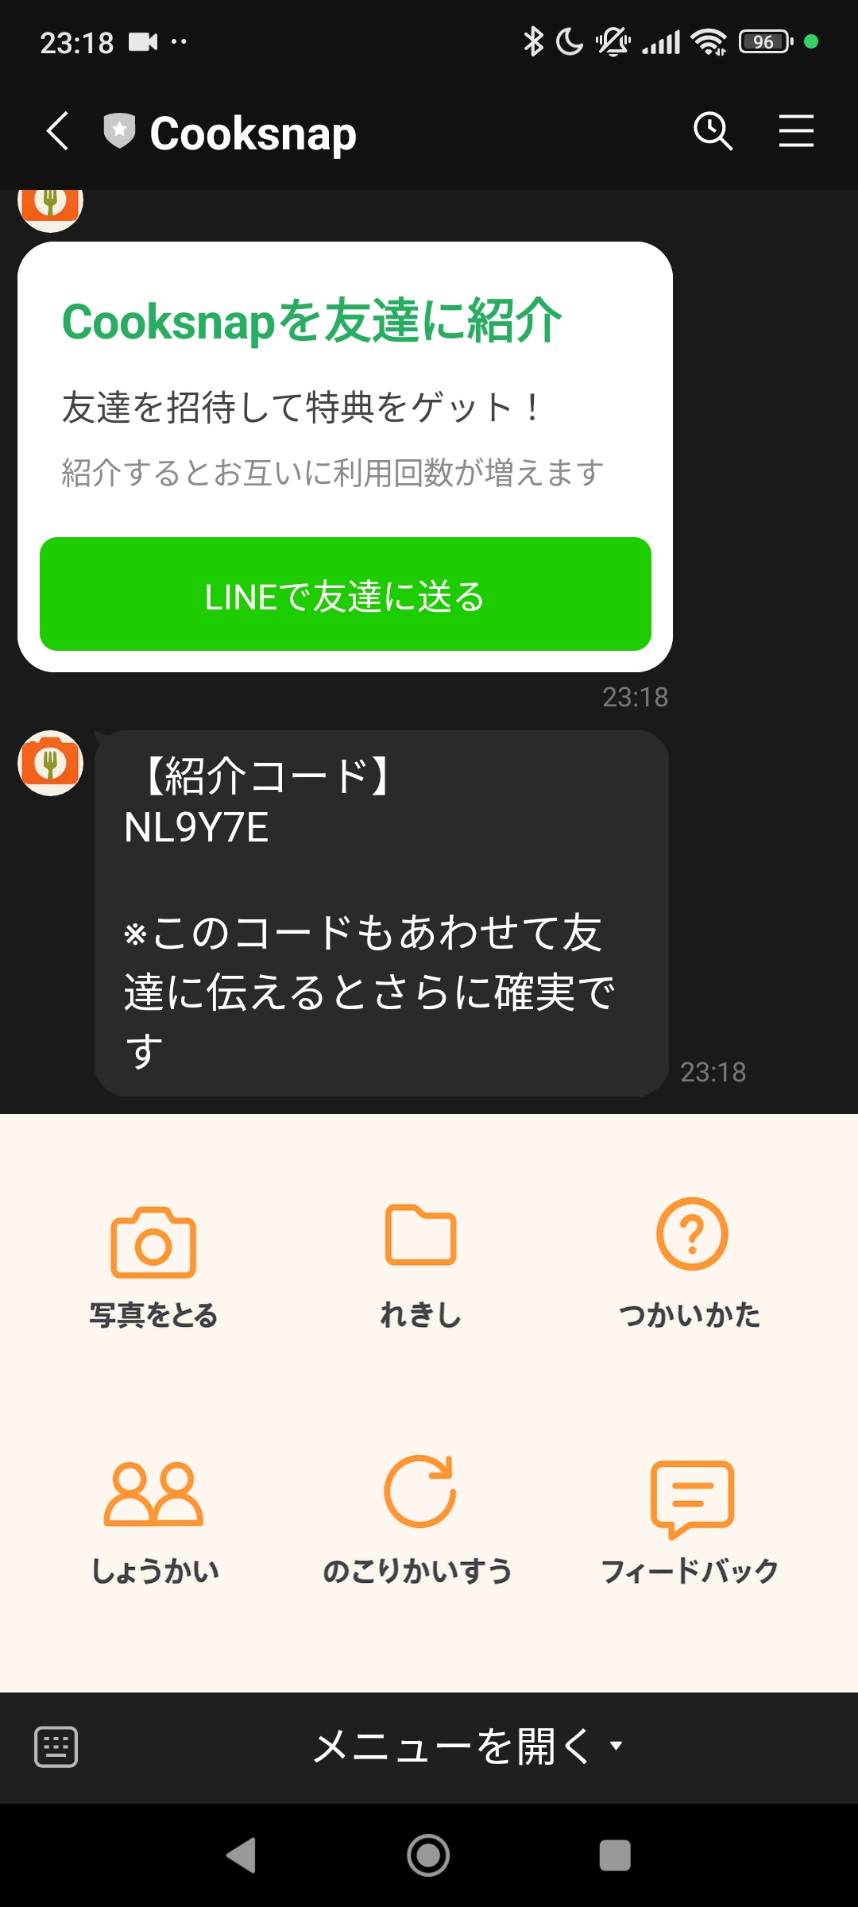 23:18
96
Cooksnap
Cooksnapを友達に紹介
友達を招待して特典をゲット！
紹介するとお互いに利用回数が増えます
LINEで友達に送る
23:18
【紹介コード】
NL9Y7E
※このコードもあわせて友
達に伝えるとさらに確実で
す
23:18
写真をとる
れきし
つかいかた
しょうかい
のこりかいすう
フィードバック
メニューを開く